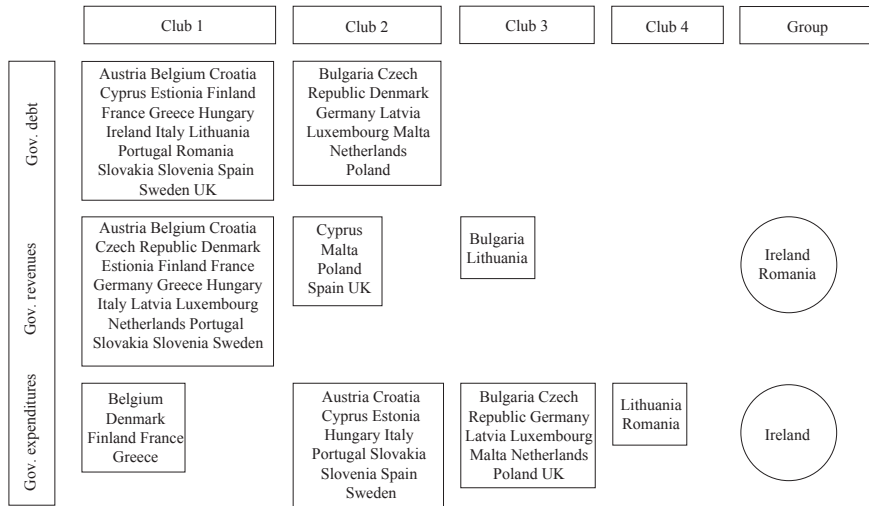 Club 1
Club 2
Club 3
Club 4
Group
Gov. debt
Austria Belgium Croatia
Cyprus Estionia Finland
France Greece Hungary
Ireland Italy Lithuania
Portugal Romania
Slovakia Slovenia Spain
Sweden UK
Bulgaria Czech
Republic Denmark
Germany Latvia
Luxembourg Malta
Netherlands
Poland
Gov. revenues
Austria Belgium Croatia
Czech Republic Denmark
Estionia Finland France
Germany Greece Hungary
Italy Latvia Luxembourg
Netherlands Portugal
Slovakia Slovenia Sweden
Cyprus
Malta
Poland
Spain UK
Bulgaria
Lithuania
Ireland
Romania
Gov. expenditures
Belgium
Denmark
Finland France
Greece
Austria Croatia
Cyprus Estonia
Hungary Italy
Portugal Slovakia
Slovenia Spain
Sweden
Bulgaria Czech
Republic Germany
Latvia Luxembourg
Malta Netherlands
Poland UK
Lithuania
Romania
Ireland